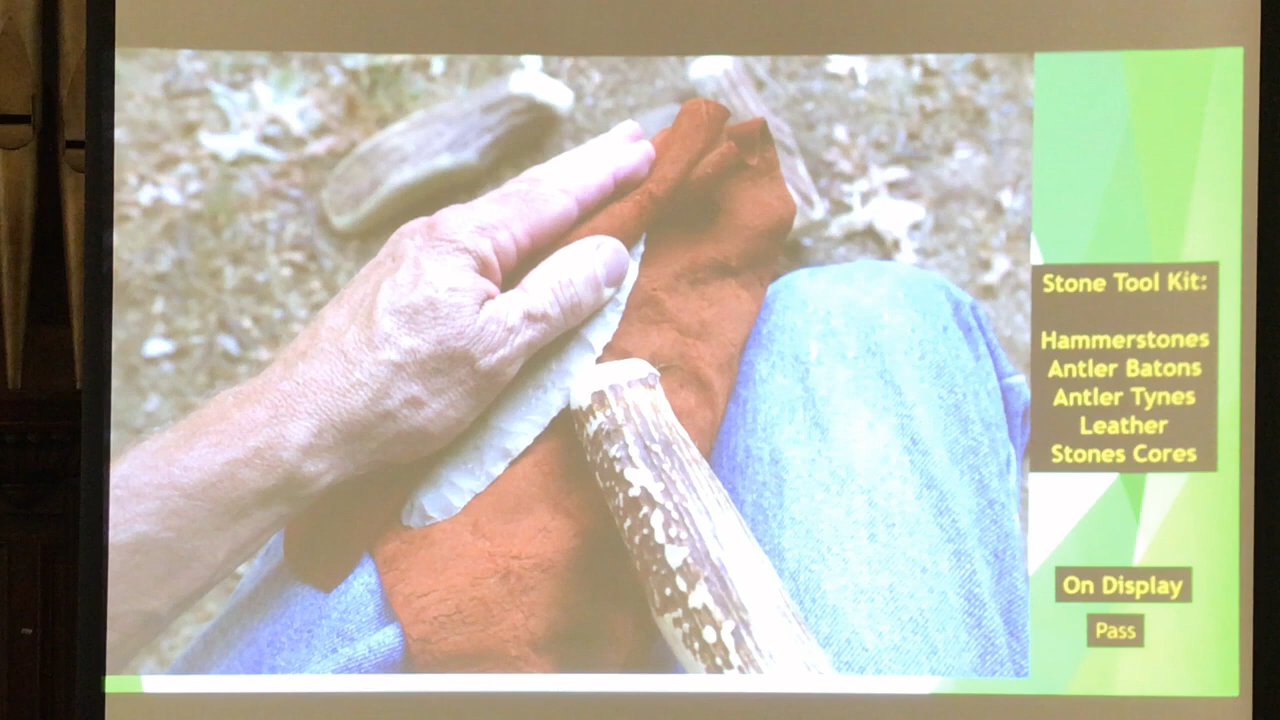 Stone Tool Kit:
Hammerstones
Antler Batons
Antler Tynes
Leather
Stones Cores
On Display
Pass